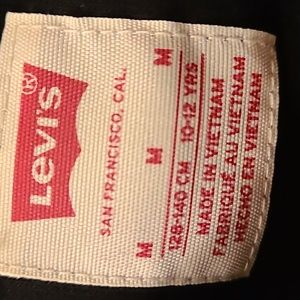 Levi's ®
SAN FRANCISCO, CAL.
M M M
128-140 CM 10-12 YRS
MADE IN VIETNAM
FABRIQUÉ AU VIETNAM
HECHO EN VIETNAM